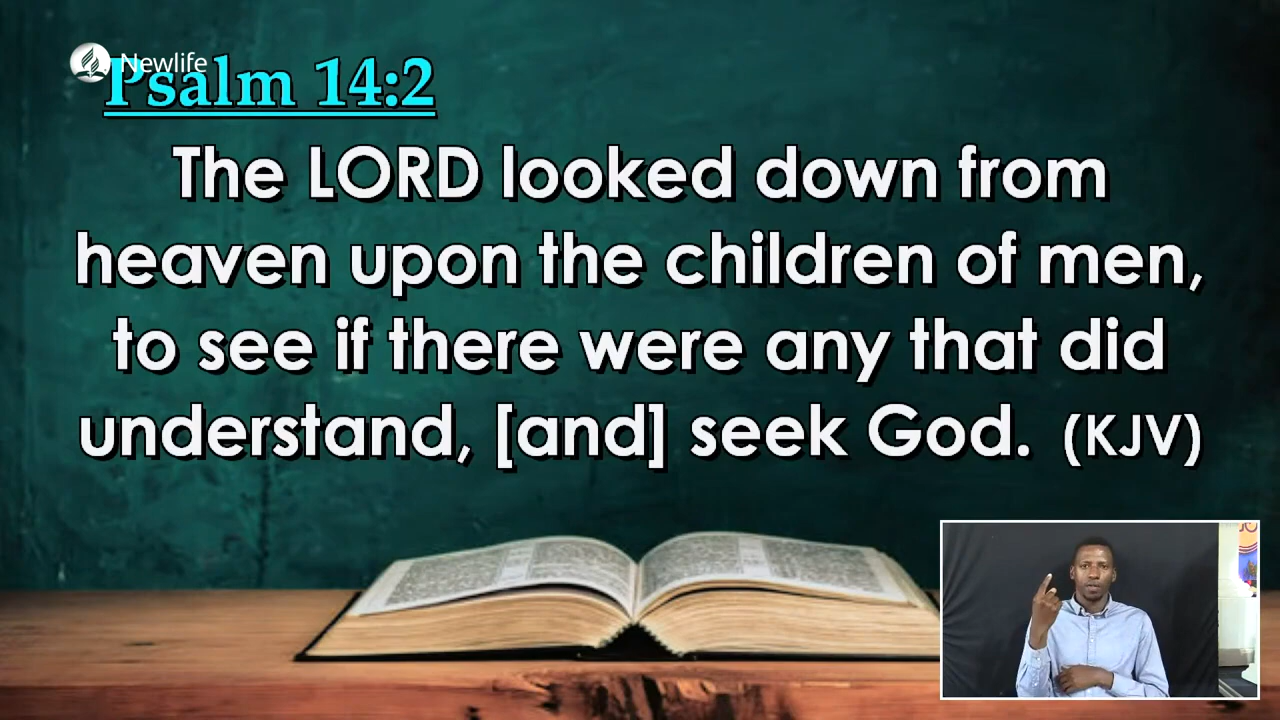 Newlife
Psalm 14:2
The LORD looked down from
heaven upon the children of men,
to see if there were any that did
understand, [and] seek God. (KJV)